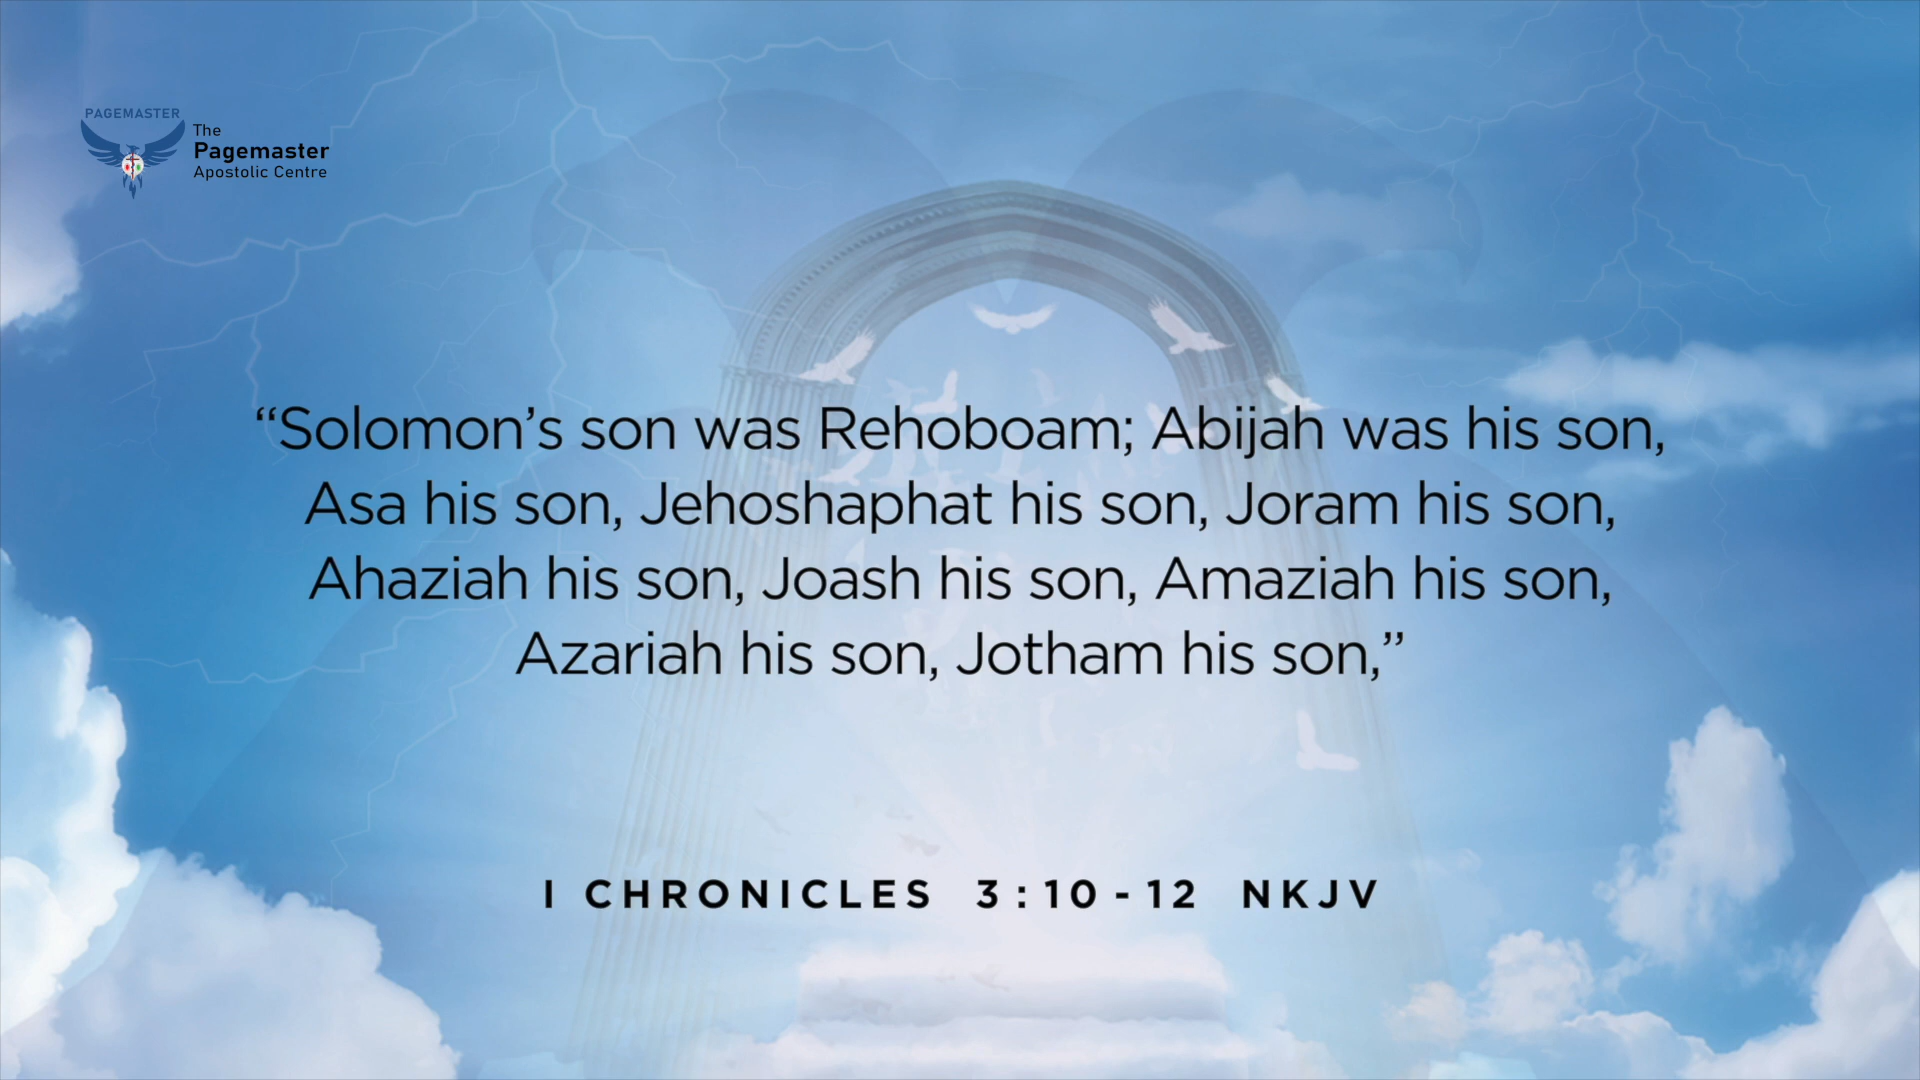 PAGEMASTER
The
Pagemaster
Apostolic Centre
“Solomon’s son was Rehoboam; Abijah was his son,
Asa his son, Jehoshaphat his son, Joram his son,
Ahaziah his son, Joash his son, Amaziah his son,
Azariah his son, Jotham his son,”
I CHRONICLES 3:10-12 NKJV